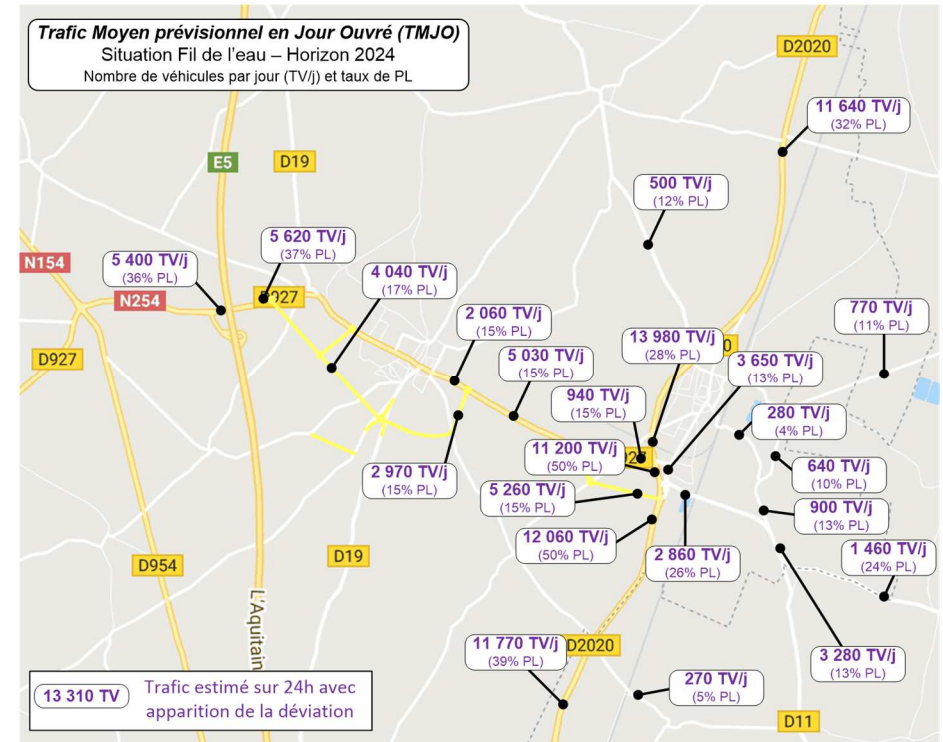 Trafic Moyen prévisionnel en Jour Ouvré (TMJO)
Situation Fil de l'eau – Horizon 2024
Nombre de véhicules par jour (TV/j) et taux de PL
D2020
11 640 TV/j
(32% PL)
E5
D19
500 TV/j
(12% PL)
5 620 TV/j
(37% PL)
N154
5 400 TV/j
(36% PL)
4 040 TV/j
(17% PL)
N254
D927
2 060 TV/j
(15% PL)
770 TV/j
(11% PL)
13 980 TV/j
(28% PL)
D927
5 030 TV/j
(15% PL)
3 650 TV/j
(13% PL)
940 TV/j
(15% PL)
280 TV/j
(4% PL)
11 200 TV/j
(50% PL)
2 970 TV/j
(15% PL)
640 TV/j
(10% PL)
5 260 TV/j
(15% PL)
900 TV/j
(13% PL)
12 060 TV/j
(50% PL)
2 860 TV/j
(26% PL)
1 460 TV/j
(24% PL)
D954
D19
L'Aquitain
11 770 TV/j
(39% PL)
D2020
3 280 TV/j
(13% PL)
270 TV/j
(5% PL)
D11
13 310 TV
Trafic estimé sur 24h avec
apparition de la déviation